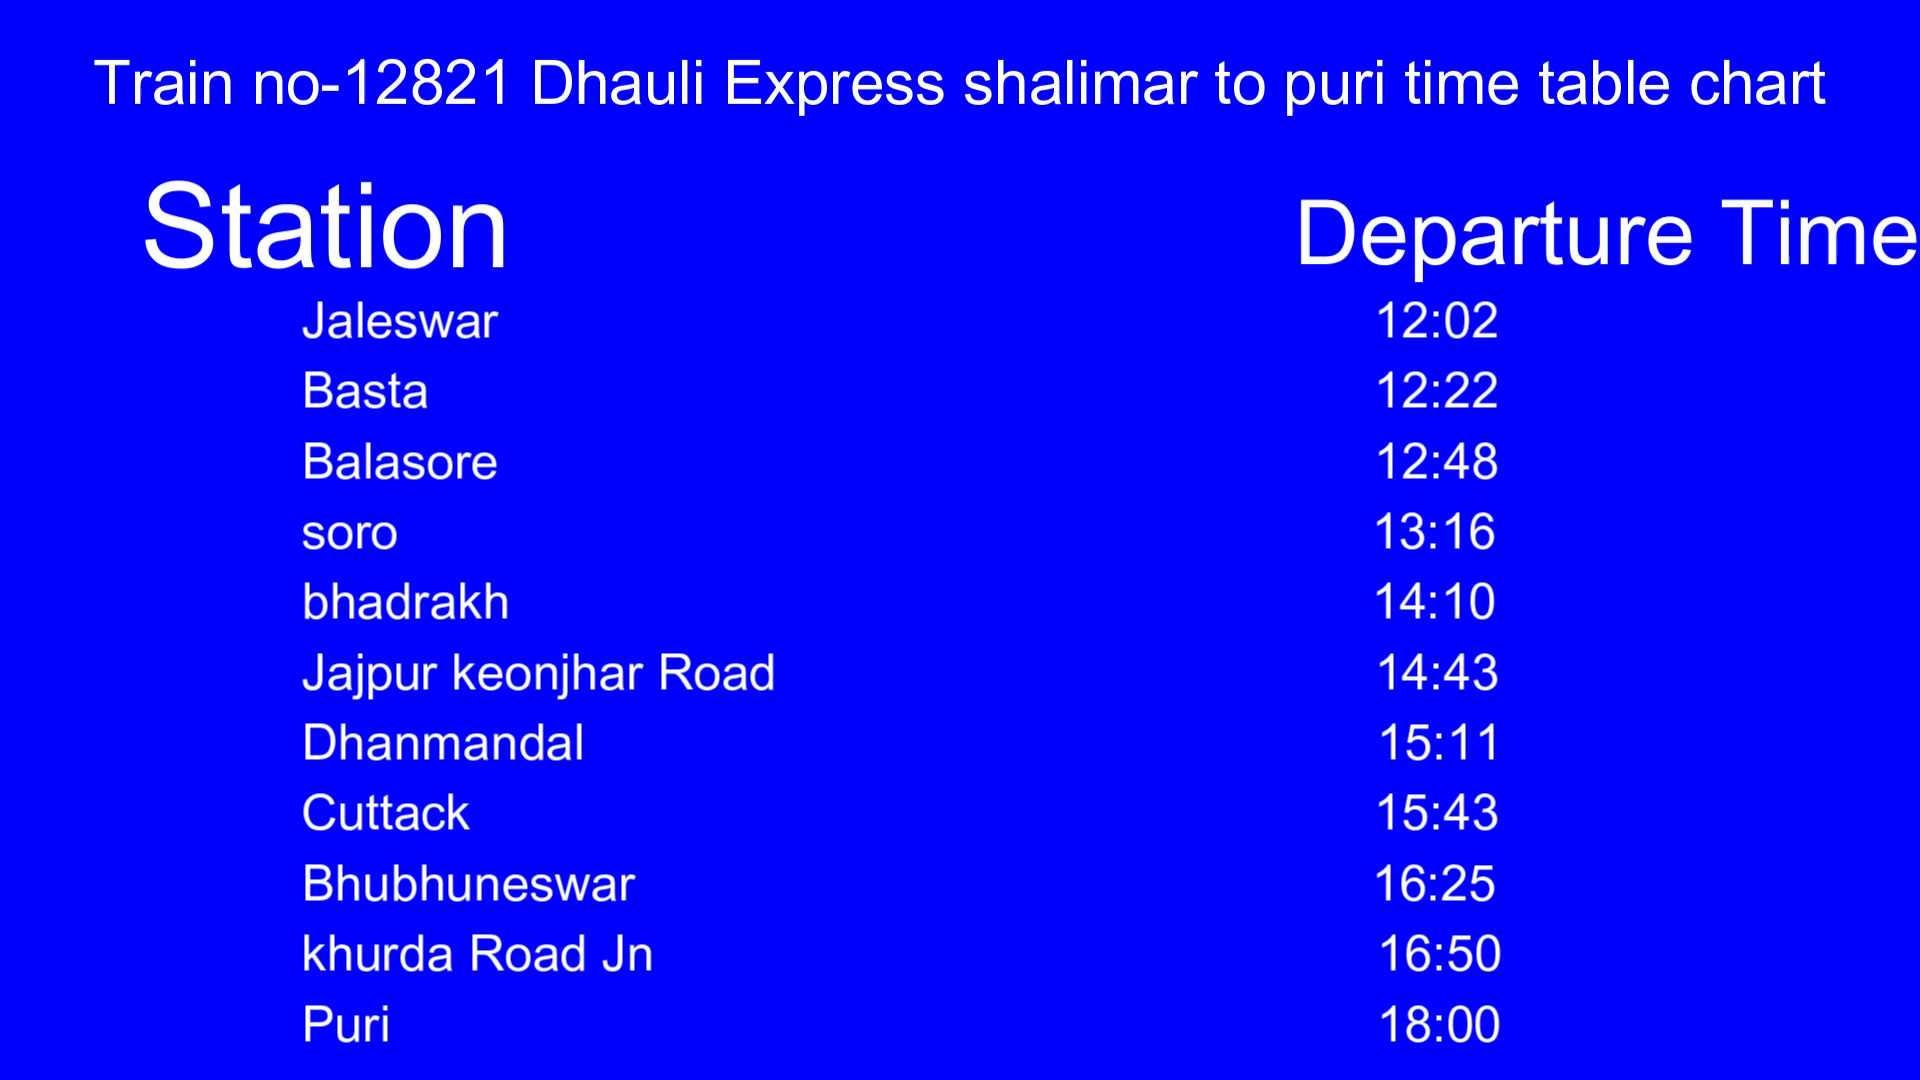 Train no-12821 Dhauli Express shalimar to puri time table chart
Station Departure Time
Jaleswar 12:02
Basta 12:22
Balasore 12:48
soro 13:16
bhadrakh 14:10
Jajpur keonjhar Road 14:43
Dhanmandal 15:11
Cuttack 15:43
Bhubhuneswar 16:25
khurda Road Jn 16:50
Puri 18:00